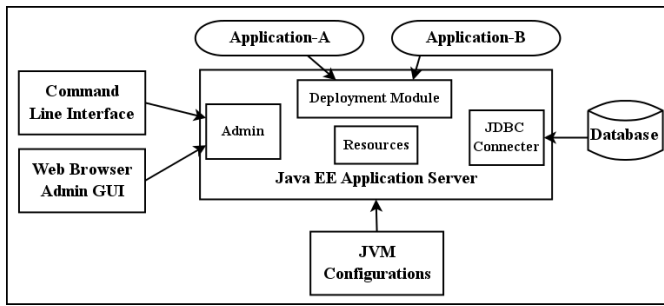 Application-A
Application-B
Command
Line Interface
Deployment Module
Admin
JDBC
Connecter
Database
Resources
Web Browser
Admin GUI
Java EE Application Server
JVM
Configurations